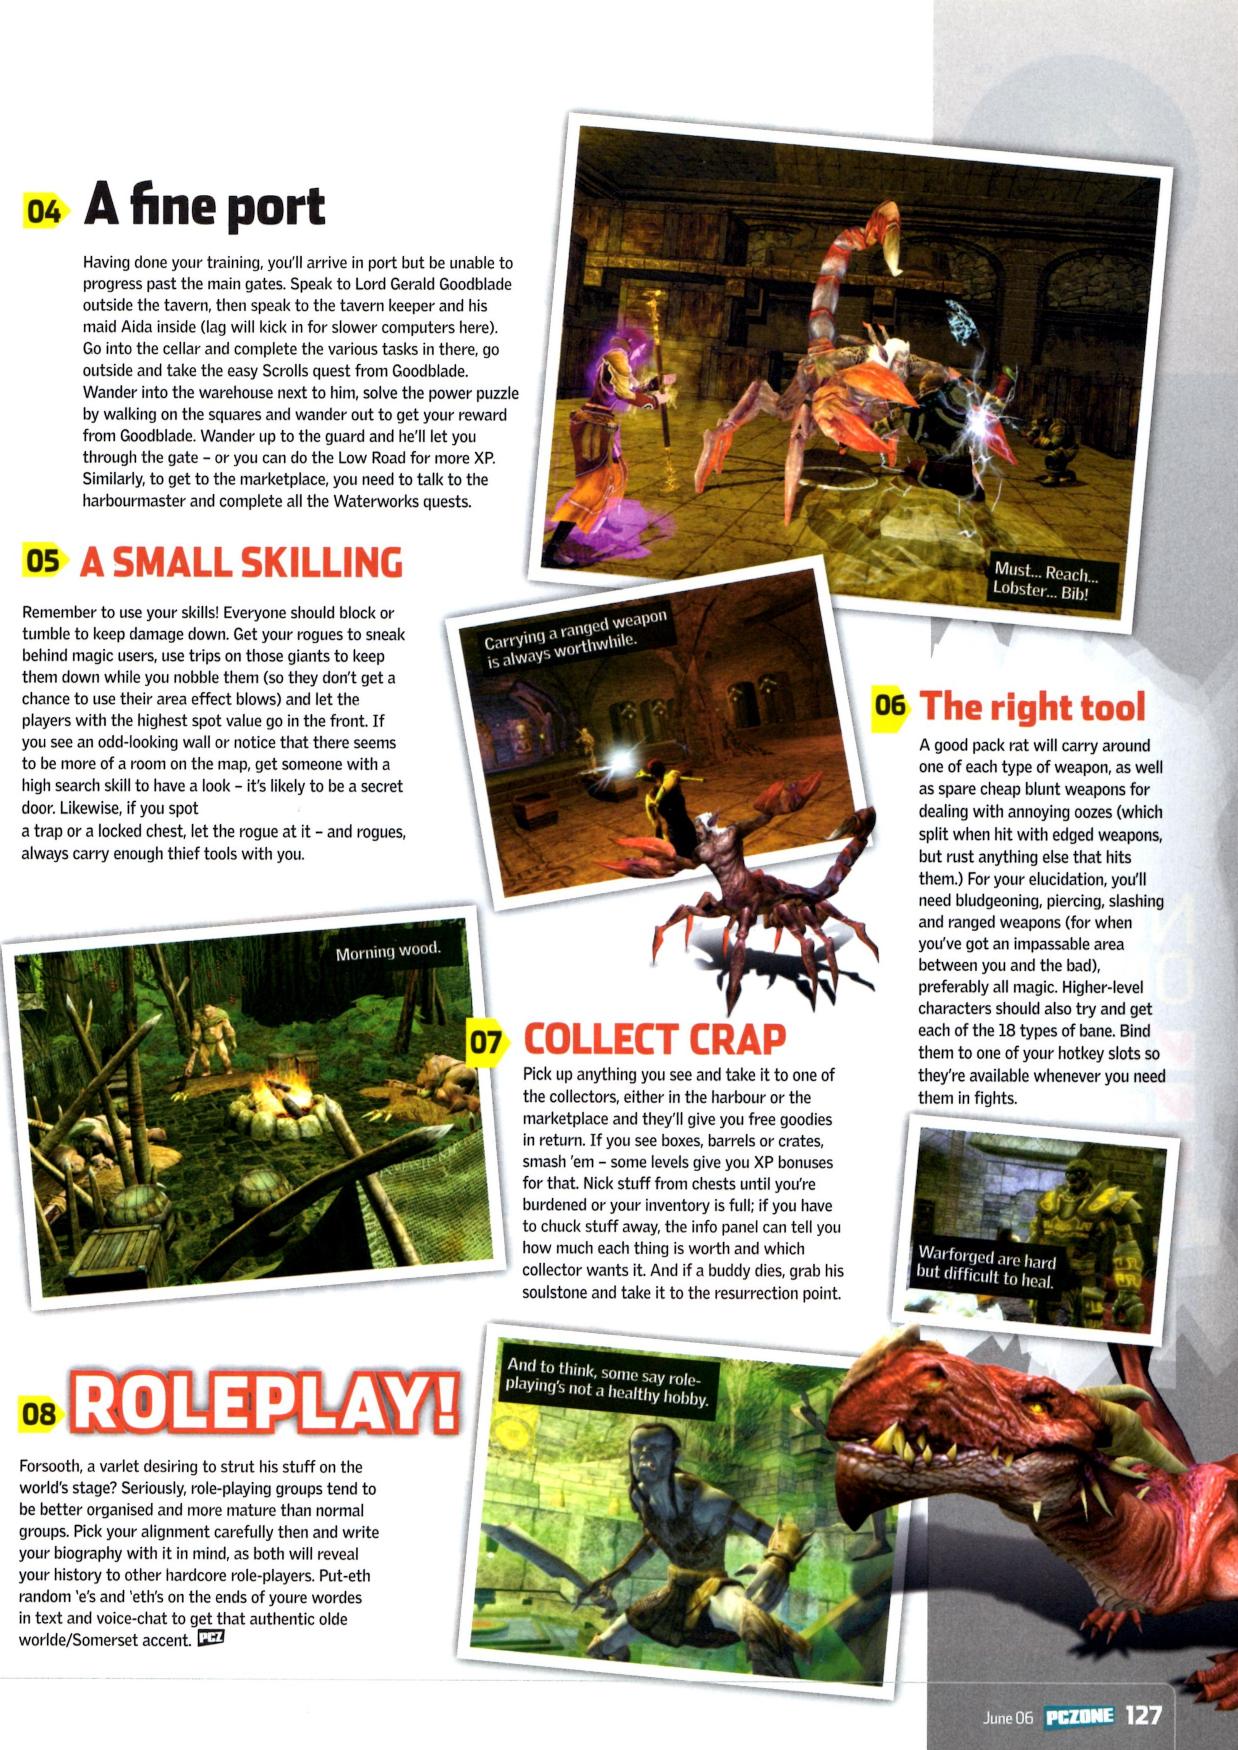 04 A fine port
Having done your training, you'll arrive in port but be unable to
progress past the main gates. Speak to Lord Gerald Goodblade
outside the tavern, then speak to the tavern keeper and his
maid Aida inside (lag will kick in for slower computers here).
Go into the cellar and complete the various tasks in there, go
outside and take the easy Scrolls quest from Goodblade.
Wander into the warehouse next to him, solve the power puzzle
by walking on the squares and wander out to get your reward
from Goodblade. Wander up to the guard and he'll let you
through the gate – or you can do the Low Road for more XP.
Similarly, to get to the marketplace, you need to talk to the
harbourmaster and complete all the Waterworks quests.
Must... Reach...
Lobster... Bib!
05 A SMALL SKILLING
Remember to use your skills! Everyone should block or
tumble to keep damage down. Get your rogues to sneak
behind magic users, use trips on those giants to keep
them down while you nobble them (so they don't get a
chance to use their area effect blows) and let the
players with the highest spot value go in the front. If
you see an odd-looking wall or notice that there seems
to be more of a room on the map, get someone with a
high search skill to have a look – it's likely to be a secret
door. Likewise, if you spot
a trap or a locked chest, let the rogue at it – and rogues,
always carry enough thief tools with you.
Carrying a ranged weapon
is always worthwhile.
06 The right tool
A good pack rat will carry around
one of each type of weapon, as well
as spare cheap blunt weapons for
dealing with annoying oozes (which
split when hit with edged weapons,
but rust anything else that hits
them.) For your elucidation, you'll
need bludgeoning, piercing, slashing
and ranged weapons (for when
you've got an impassable area
between you and the bad),
preferably all magic. Higher-level
characters should also try and get
each of the 18 types of bane. Bind
them to one of your hotkey slots so
they're available whenever you need
them in fights.
Morning wood.
07 COLLECT CRAP
Pick up anything you see and take it to one of
the collectors, either in the harbour or the
marketplace and they'll give you free goodies
in return. If you see boxes, barrels or crates,
smash 'em – some levels give you XP bonuses
for that. Nick stuff from chests until you're
burdened or your inventory is full; if you have
to chuck stuff away, the info panel can tell you
how much each thing is worth and which
collector wants it. And if a buddy dies, grab his
soulstone and take it to the resurrection point.
Warforged are hard
but difficult to heal.
08 ROLEPLAY!
Forsooth, a varlet desiring to strut his stuff on the
world's stage? Seriously, role-playing groups tend to
be better organised and more mature than normal
groups. Pick your alignment carefully then and write
your biography with it in mind, as both will reveal
your history to other hardcore role-players. Put-eth
random 'e's and 'eth's on the ends of youre wordes
in text and voice-chat to get that authentic olde
worlde/Somerset accent. PCZ
And to think, some say role-
playing's not a healthy hobby.
June 06 PCZONE 127